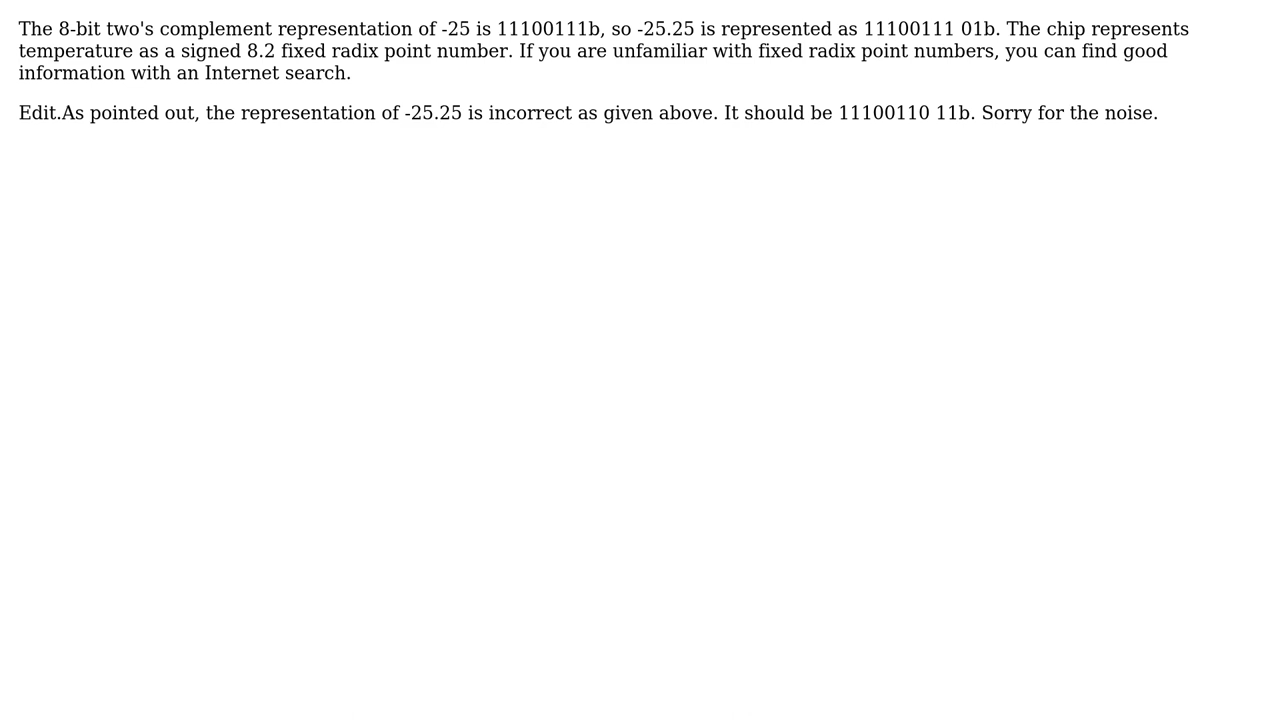 The 8-bit two's complement representation of -25 is 11100111b, so -25.25 is represented as 11100111 01b. The chip represents
temperature as a signed 8.2 fixed radix point number. If you are unfamiliar with fixed radix point numbers, you can find good
information with an Internet search.
Edit.As pointed out, the representation of -25.25 is incorrect as given above. It should be 11100110 11b. Sorry for the noise.